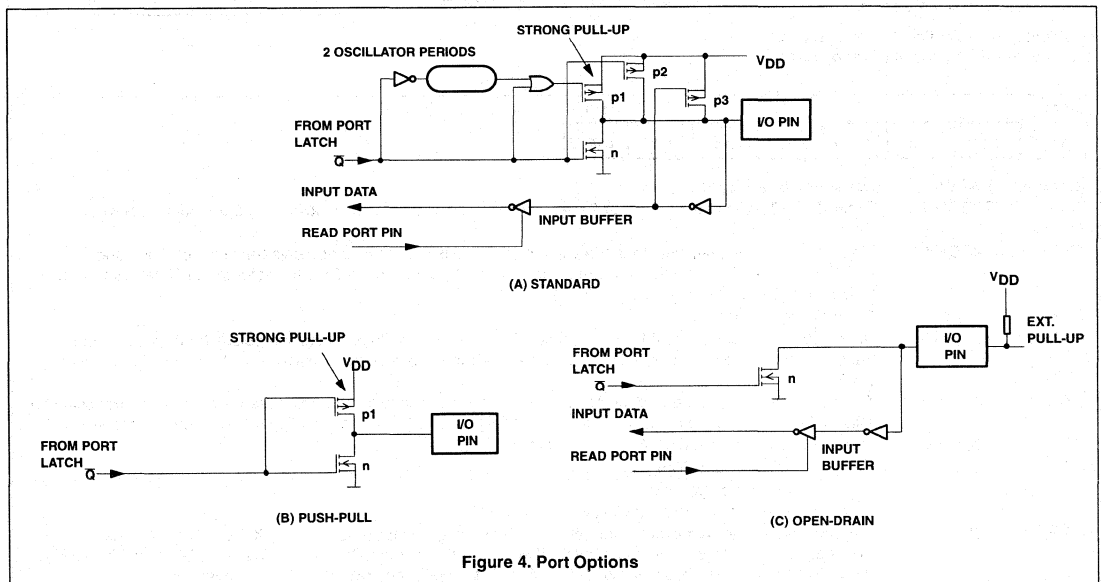 STRONG PULL-UP
2 OSCILLATOR PERIODS
VDD
p2
p1
p3
I/O PIN
FROM PORT
LATCH
Q̅
n
INPUT DATA
INPUT BUFFER
READ PORT PIN
(A) STANDARD
STRONG PULL-UP
VDD
p1
I/O
PIN
FROM PORT
LATCH
Q̅
n
(B) PUSH-PULL
VDD
EXT.
PULL-UP
I/O
PIN
FROM PORT
LATCH
Q̅
n
INPUT DATA
INPUT
BUFFER
READ PORT PIN
(C) OPEN-DRAIN
Figure 4. Port Options